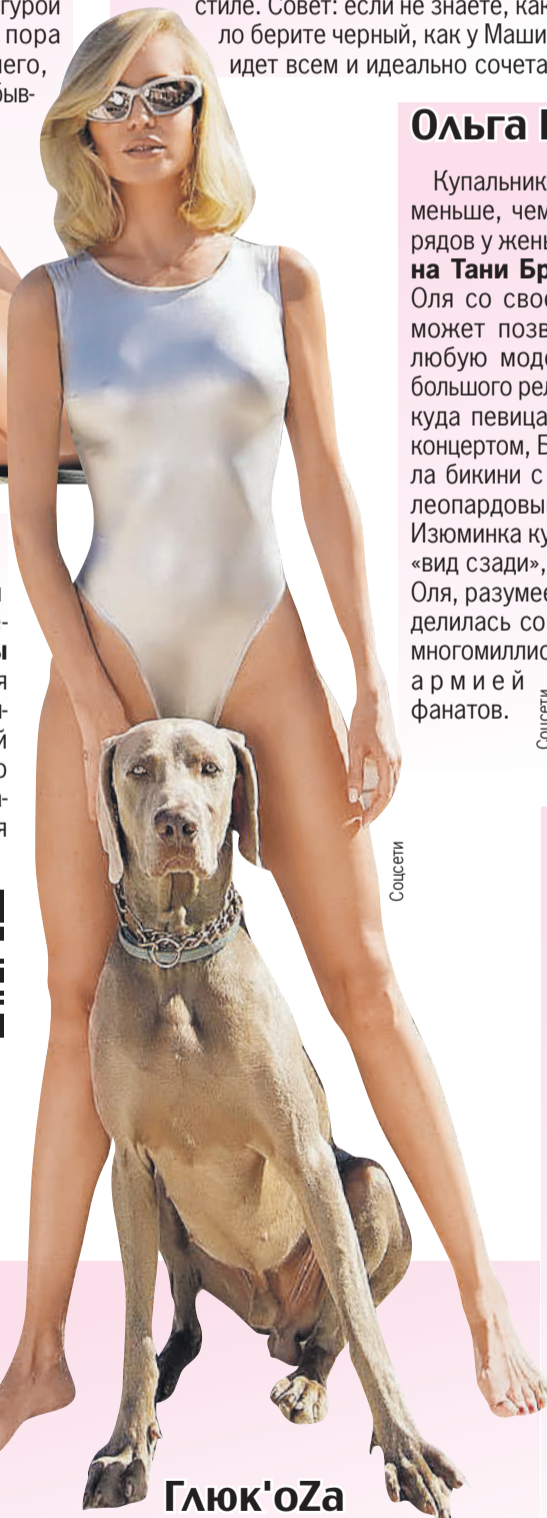 гурой
пора
него,
быв-
стиле. Совет: если не знаете, как
ло берите черный, как у Маши
идет всем и идеально сочета
Ольга
Купальник
меньше, чем
рядов у жены
на Тани Бр
Оля со свое
может позв
любую моде
большого рел
куда певица
концертом, Б
ла бикини с
леопардовы
Изюминка ку
«вид сзади»,
Оля, разумее
делилась со
многомиллио
армией
фанатов.
Соцсети
я
й
о
я
Соцсети
Глюк'oZa